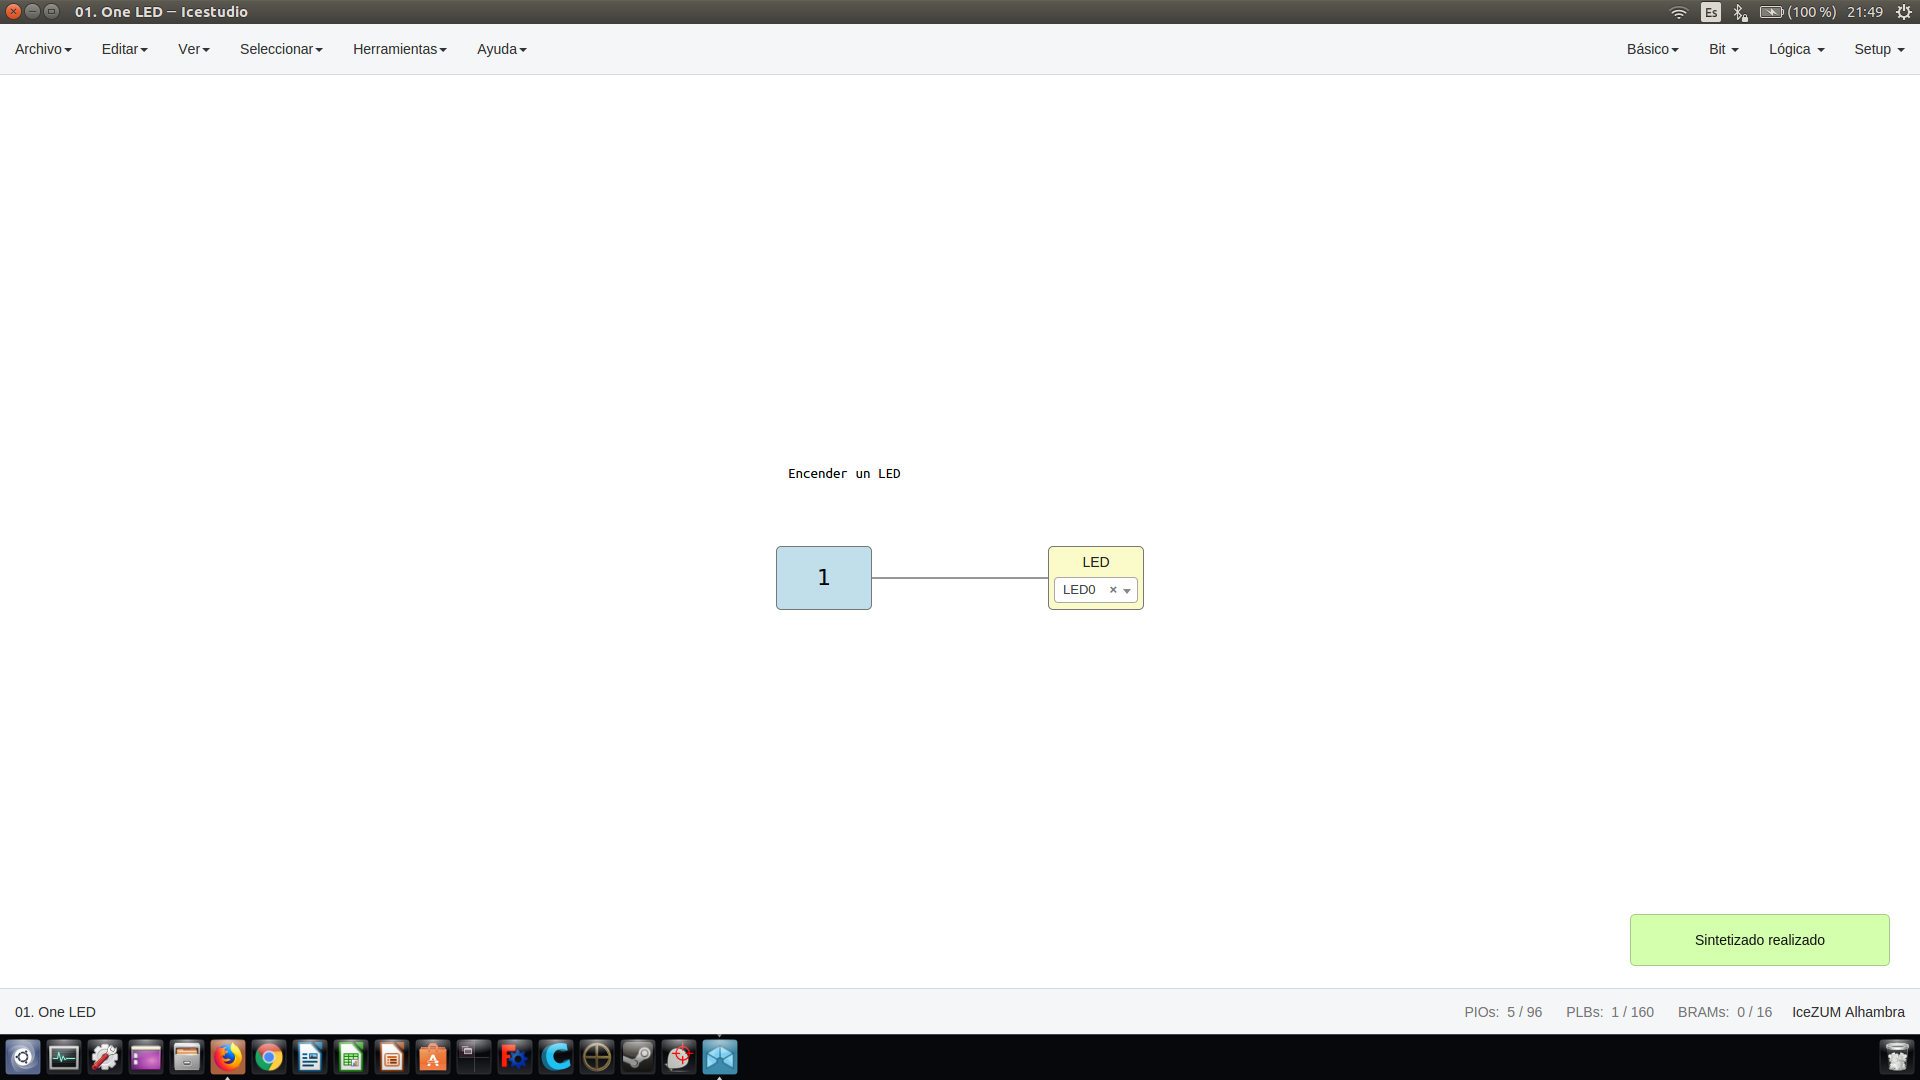 01. One LED – Icestudio
Es
(100 %)
21:49
Archivo
Editar
Ver
Seleccionar
Herramientas
Ayuda
Básico
Bit
Lógica
Setup
Encender un LED
1
LED
LED0
Sintetizado realizado
01. One LED
PIOs: 5 / 96
PLBs: 1 / 160
BRAMs: 0 / 16
IceZUM Alhambra